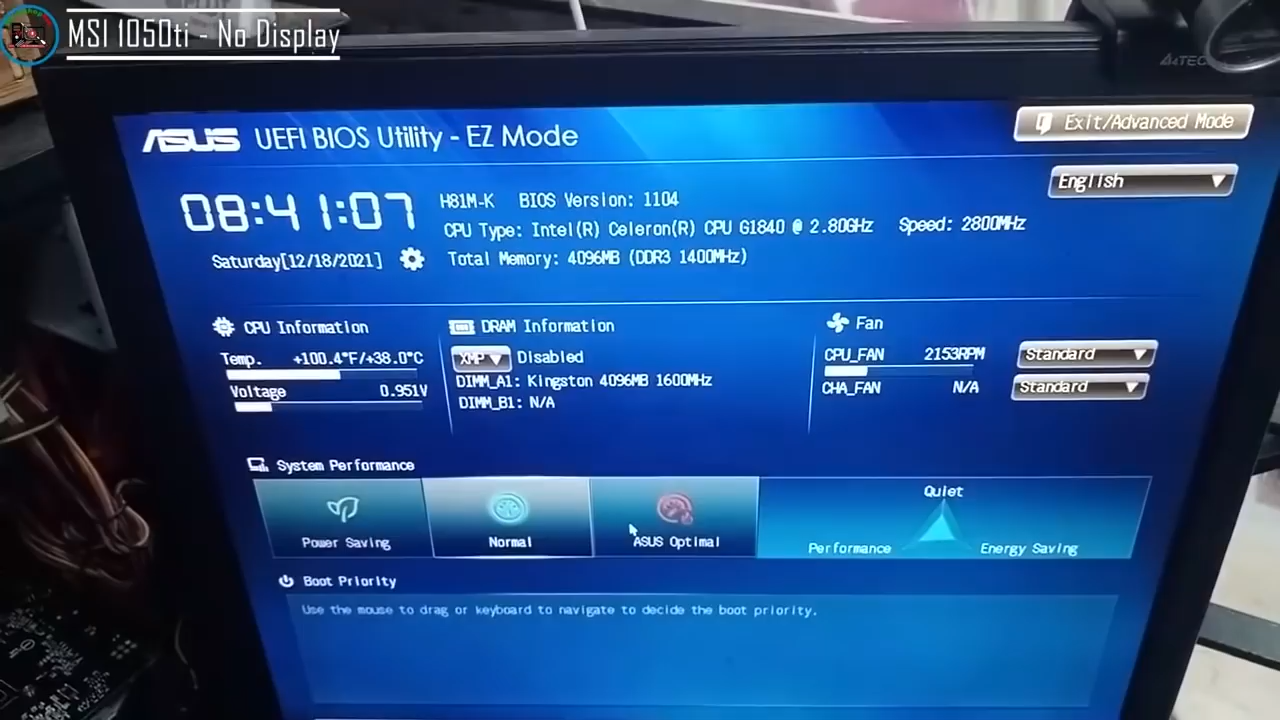 MSI 1050ti - No Display
A4TECH
ASUS UEFI BIOS Utility - EZ Mode
Exit/Advanced Mode
English
08:41:07
Saturday[12/18/2021]
H81M-K BIOS Version: 1104
CPU Type: Intel(R) Celeron(R) CPU G1840 @ 2.80GHz Speed: 2800MHz
Total Memory: 4096MB (DDR3 1400MHz)
CPU Information
Temp. +100.4°F/+38.0°C
Voltage 0.951V
DRAM Information
XMP Disabled
DIMM_A1: Kingston 4096MB 1600MHz
DIMM_B1: N/A
Fan
CPU_FAN 2153RPM Standard
CHA_FAN N/A Standard
System Performance
Power Saving
Normal
ASUS Optimal
Quiet
Performance
Energy Saving
Boot Priority
Use the mouse to drag or keyboard to navigate to decide the boot priority.